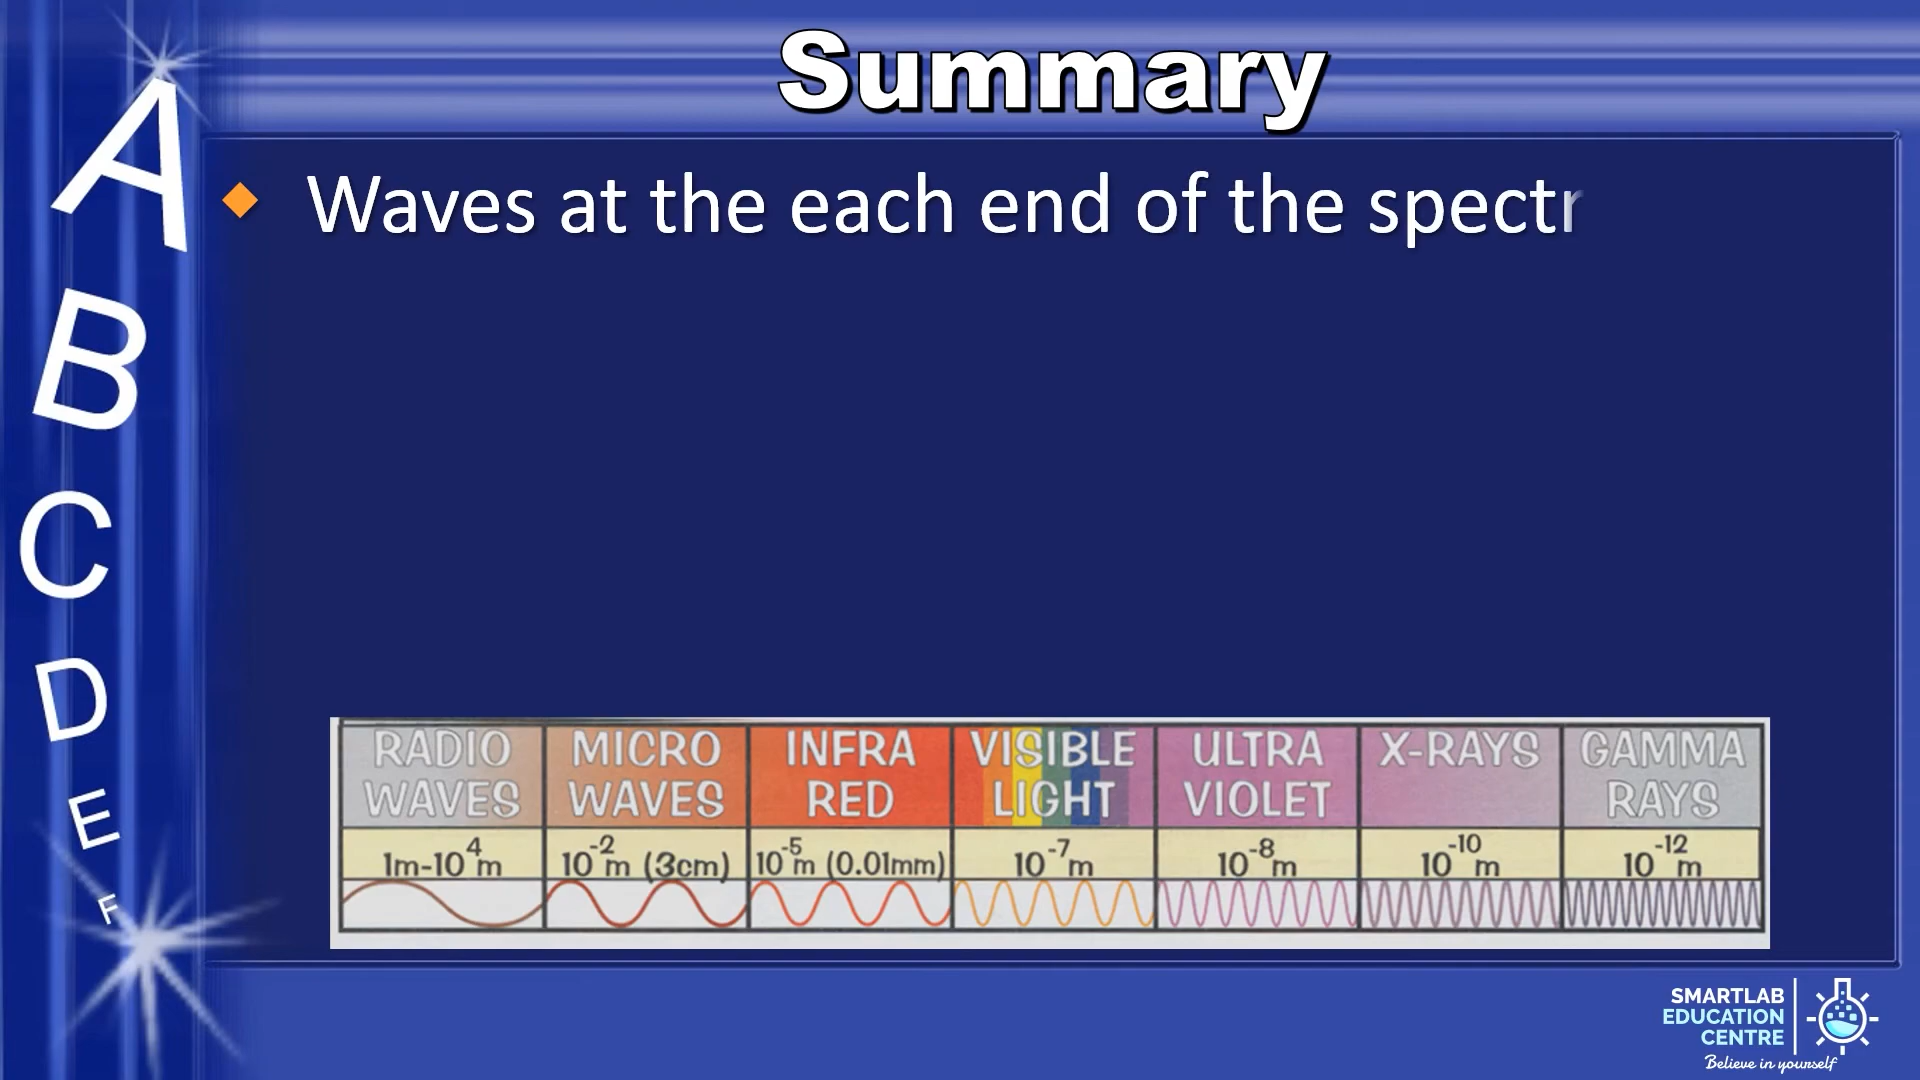 Summary
A
B
C
D
E
F
Waves at the each end of the spectr
RADIO WAVES
MICRO WAVES
INFRA RED
VISIBLE LIGHT
ULTRA VIOLET
X-RAYS
GAMMA RAYS
1m-10⁴m
10⁻²m (3cm)
10⁻⁵m (0.01mm)
10⁻⁷m
10⁻⁸m
10⁻¹⁰m
10⁻¹²m
SMARTLAB
EDUCATION
CENTRE
Believe in yourself